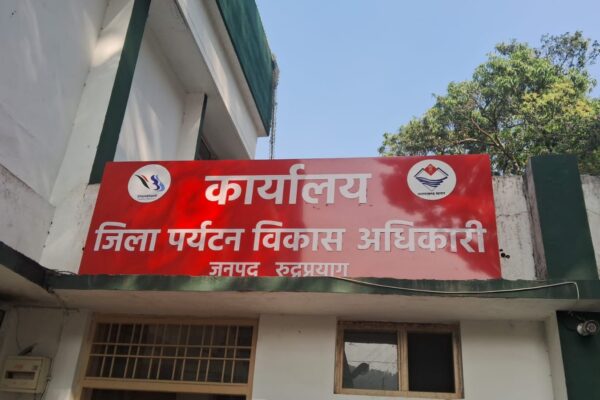 कार्यालय
जिला पर्यटन विकास अधिकारी
जनपद रुद्रप्रयाग